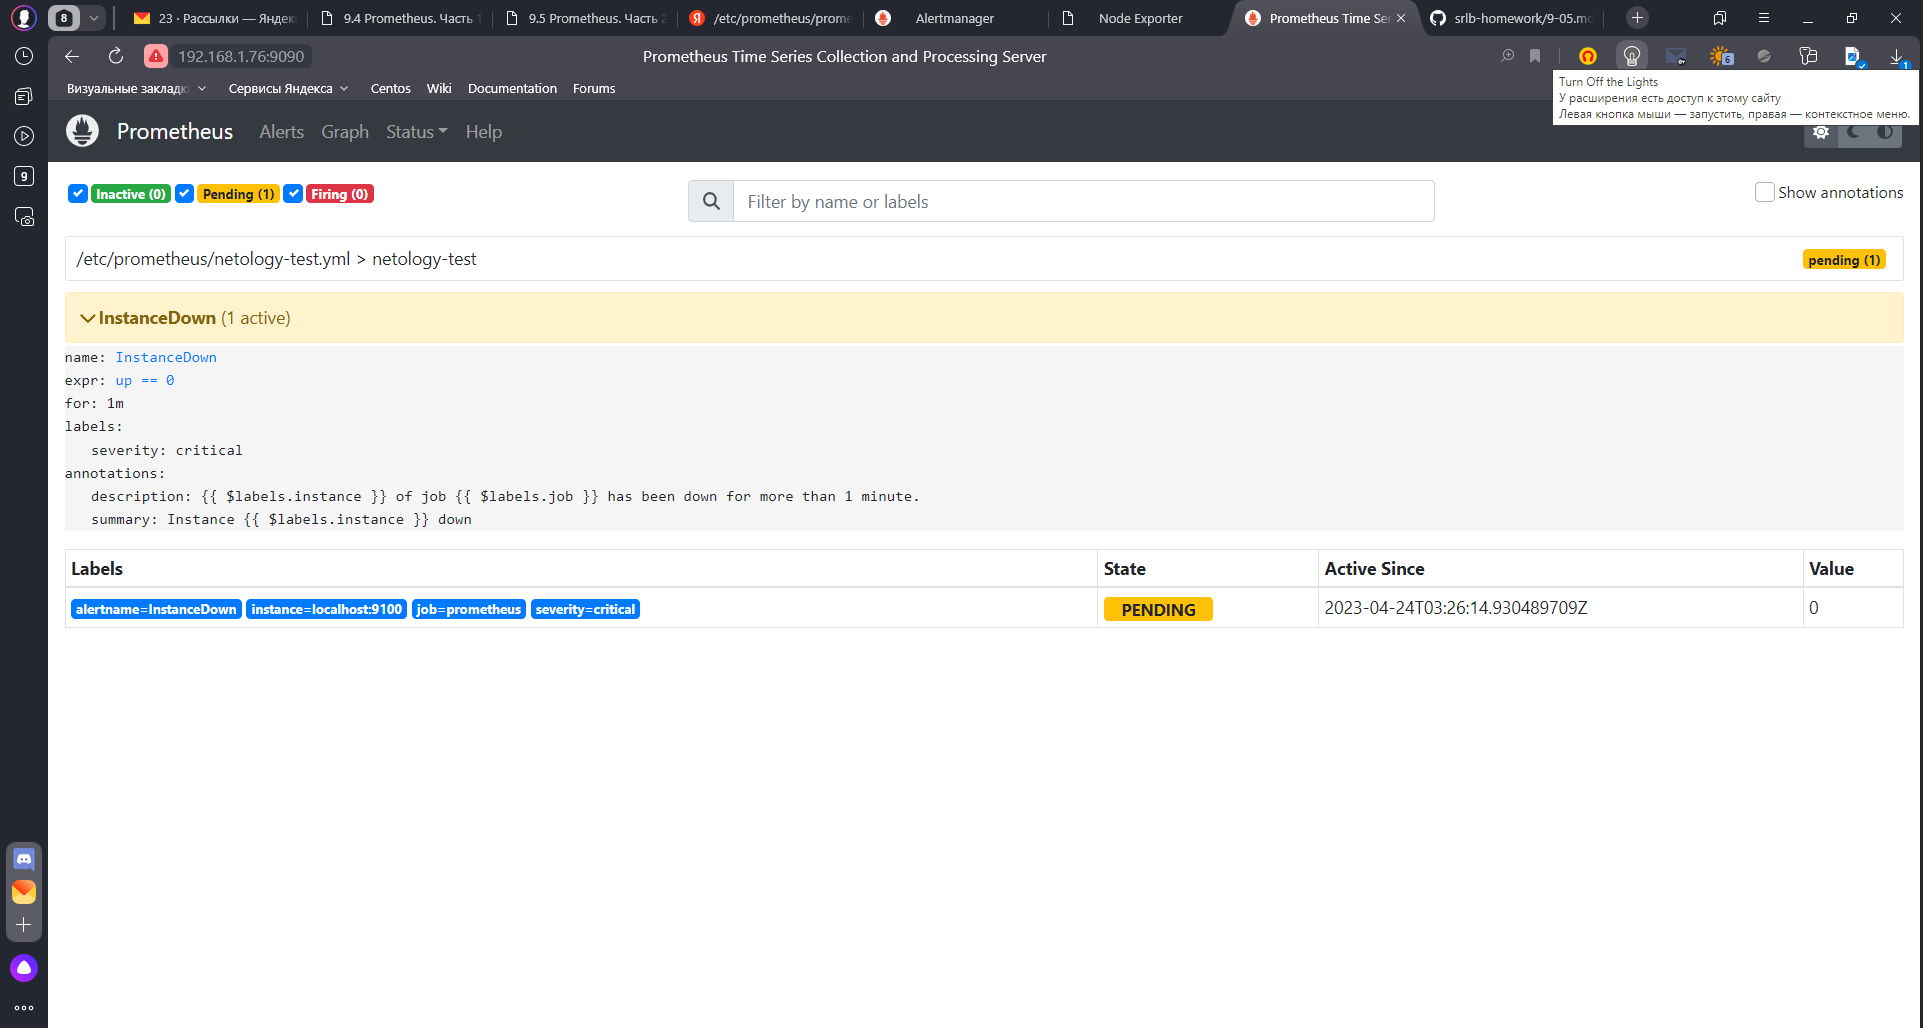 8
23 · Рассылки — Яндекс
9.4 Prometheus. Часть 1
9.5 Prometheus. Часть 2
/etc/prometheus/prome
Alertmanager
Node Exporter
Prometheus Time Ser
srlb-homework/9-05.md
192.168.1.76:9090
Prometheus Time Series Collection and Processing Server
6
1
Визуальные закладки
Сервисы Яндекса
Centos
Wiki
Documentation
Forums
Turn Off the Lights
У расширения есть доступ к этому сайту
Левая кнопка мыши — запустить, правая — контекстное меню.
Prometheus
Alerts
Graph
Status
Help
9
Inactive (0)
Pending (1)
Firing (0)
Filter by name or labels
Show annotations
/etc/prometheus/netology-test.yml > netology-test
pending (1)
InstanceDown (1 active)
name: InstanceDown
expr: up == 0
for: 1m
labels:
severity: critical
annotations:
description: {{ $labels.instance }} of job {{ $labels.job }} has been down for more than 1 minute.
summary: Instance {{ $labels.instance }} down
Labels State Active Since Value
alertname=InstanceDown instance=localhost:9100 job=prometheus severity=critical PENDING 2023-04-24T03:26:14.930489709Z 0